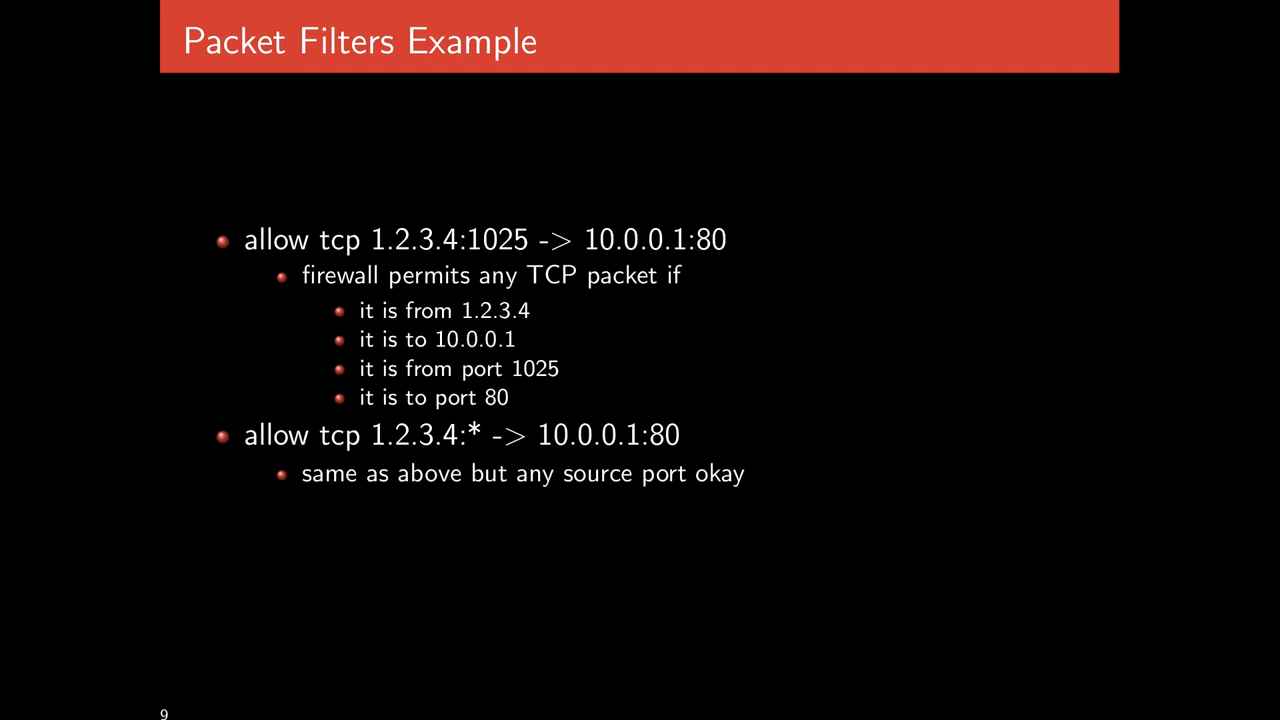 Packet Filters Example
allow tcp 1.2.3.4:1025 -> 10.0.0.1:80
firewall permits any TCP packet if
it is from 1.2.3.4
it is to 10.0.0.1
it is from port 1025
it is to port 80
allow tcp 1.2.3.4:* -> 10.0.0.1:80
same as above but any source port okay
9